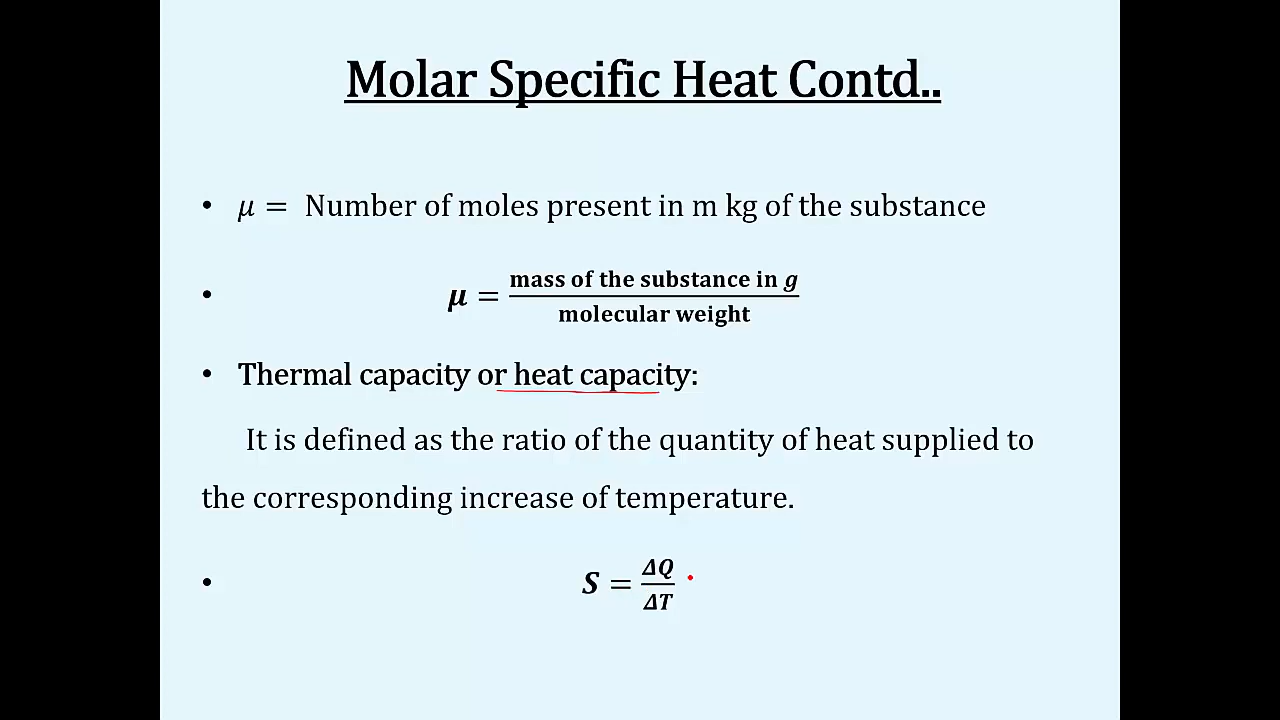 Molar Specific Heat Contd..
• μ = Number of moles present in m kg of the substance
• μ = mass of the substance in g / molecular weight
• Thermal capacity or heat capacity:
It is defined as the ratio of the quantity of heat supplied to
the corresponding increase of temperature.
• S = ΔQ / ΔT